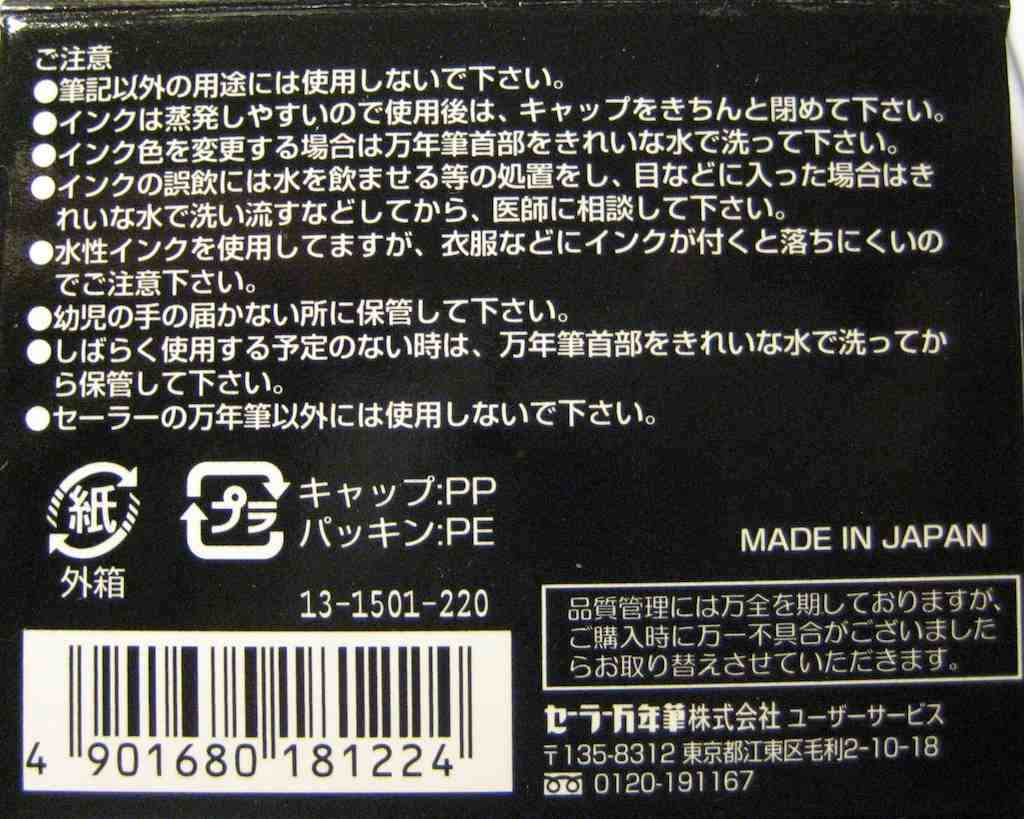 ご注意
●筆記以外の用途には使用しないで下さい。
●インクは蒸発しやすいので使用後は、キャップをきちんと閉めて下さい。
●インク色を変更する場合は万年筆首部をきれいな水で洗って下さい。
●インクの誤飲には水を飲ませる等の処置をし、目などに入った場合はき
れいな水で洗い流すなどしてから、医師に相談して下さい。
●水性インクを使用してますが、衣服などにインクが付くと落ちにくいの
でご注意下さい。
●幼児の手の届かない所に保管して下さい。
●しばらく使用する予定のない時は、万年筆首部をきれいな水で洗ってか
ら保管して下さい。
●セーラーの万年筆以外には使用しないで下さい。
紙
外箱
プラ
キャップ:PP
パッキン:PE
13-1501-220
4 901680 181224
MADE IN JAPAN
品質管理には万全を期しておりますが、
ご購入時に万一不具合がございました
らお取り替えさせていただきます。
セーラー万年筆株式会社 ユーザーサービス
〒135-8312 東京都江東区毛利2-10-18
0120-191167